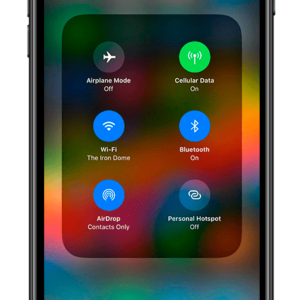 Airplane Mode
Off
Cellular Data
On
Wi-Fi
The Iron Dome
Bluetooth
On
AirDrop
Contacts Only
Personal Hotspot
Off